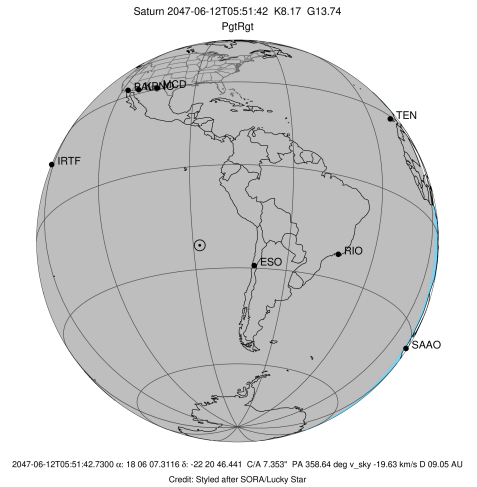 Saturn 2047-06-12T05:51:42 K8.17 G13.74
PgtRgt
MCD
TEN
IRTF
RIO
ESO
SAAO
2047-06-12T05:51:42.7300 α: 18 06 07.3116 δ: -22 20 46.441 C/A 7.353" PA 358.64 deg v_sky -19.63 km/s D 09.05 AU
Credit: Styled after SORA/Lucky Star